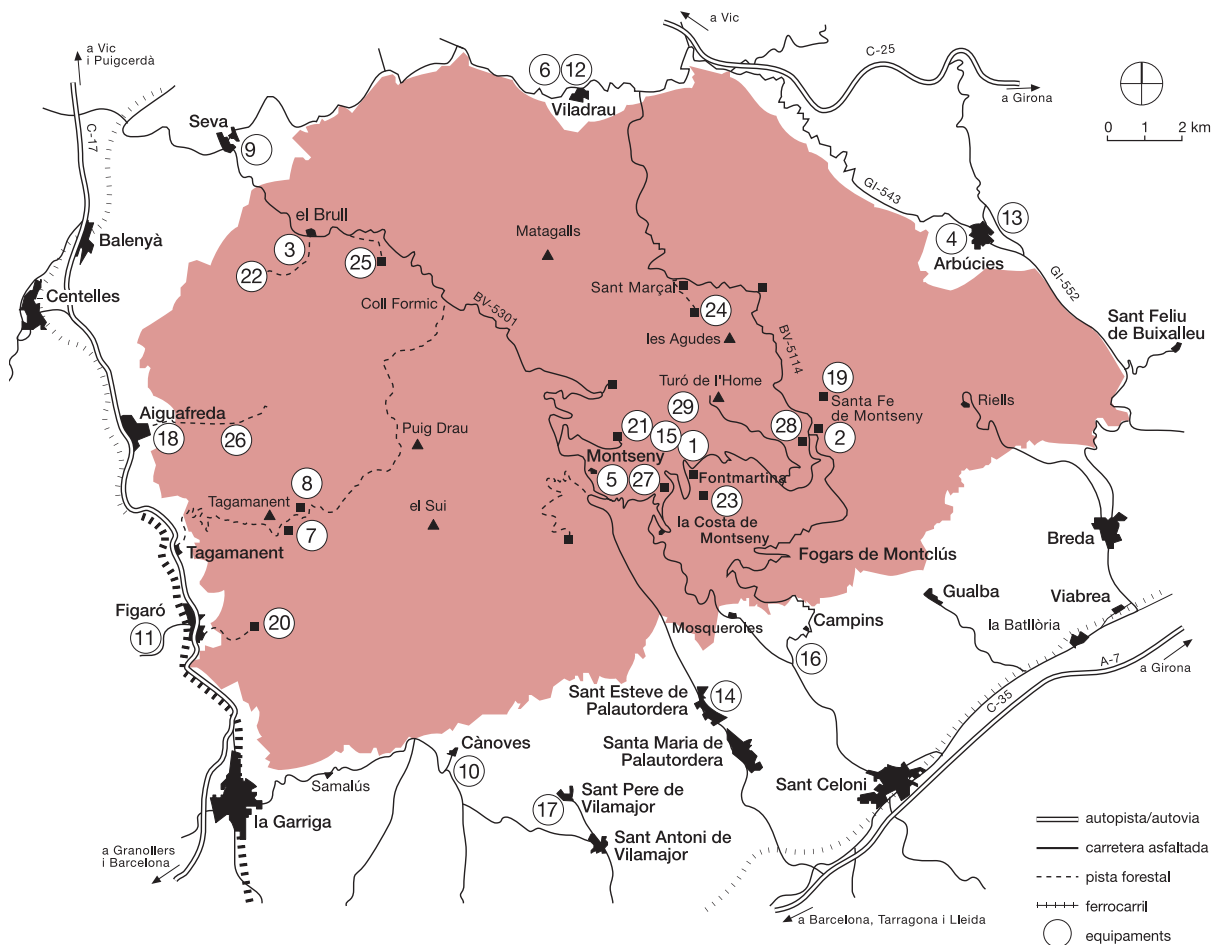 a Vic
i Puigcerdà
C-17
a Vic
C-25
a Girona
0 1 2 km
6 12
Viladrau
Seva
9
GI-543
13
4
Arbúcies
GI-552
el Brull
3
22
25
Matagalls
Balenyà
Centelles
Coll Formic
BV-5301
Sant Marçal
24
les Agudes
BV-5114
Sant Feliu
de Buixalleu
Turó de l'Home
19
Santa Fe
de Montseny
Riells
29
28
2
Aiguafreda
18
26
Puig Drau
21
15
1
Montseny
5
27
Fontmartina
23
8
Tagamanent
7
el Sui
la Costa de
Montseny
Tagamanent
Fogars de Montclús
Breda
Gualba
Viabrea
la Batllòria
Figaró
11
20
Mosqueroles
Campins
16
A-7
a Girona
C-35
Sant Esteve de
Palautordera
14
Santa Maria de
Palautordera
Cànoves
10
Samalús
Sant Celoni
la Garriga
17
Sant Pere de
Vilamajor
Sant Antoni de
Vilamajor
a Granollers
i Barcelona
a Barcelona, Tarragona i Lleida
autopista/autovia
carretera asfaltada
pista forestal
ferrocarril
equipaments